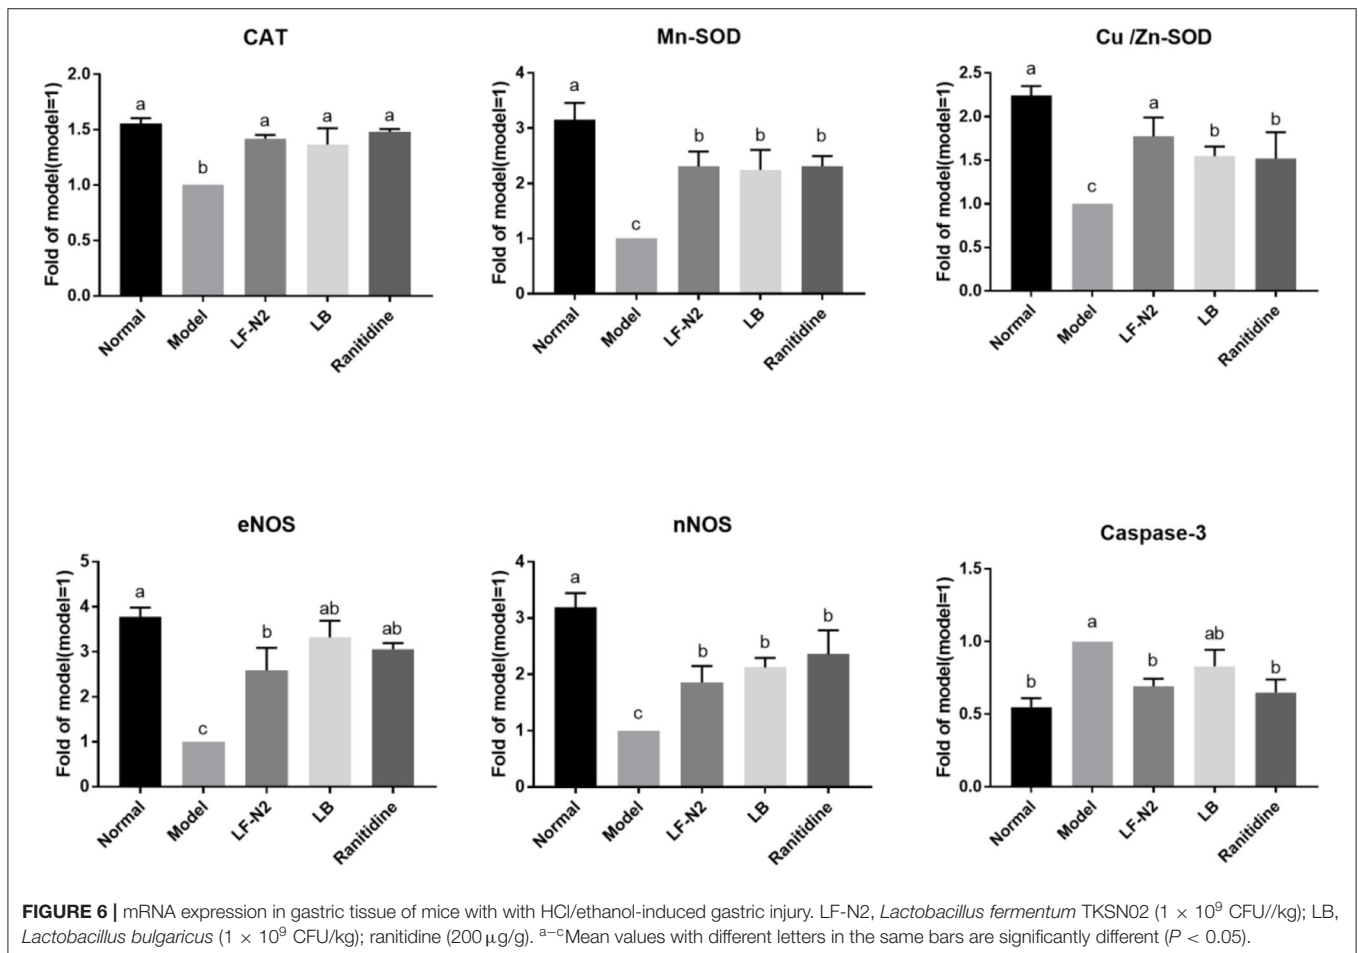 CAT
Fold of model(model=1)
2.0
1.5
1.0
0.5
0.0
a
b
a
a
a
Normal
Model
LF-N2
LB
Ranitidine
Mn-SOD
Fold of model(model=1)
4
3
2
1
0
a
c
b
b
b
Normal
Model
LF-N2
LB
Ranitidine
Cu /Zn-SOD
Fold of model(model=1)
2.5
2.0
1.5
1.0
0.5
0.0
a
c
a
b
b
Normal
Model
LF-N2
LB
Ranitidine
eNOS
Fold of model(model=1)
5
4
3
2
1
0
a
c
b
ab
ab
Normal
Model
LF-N2
LB
Ranitidine
nNOS
Fold of model(model=1)
4
3
2
1
0
a
c
b
b
b
Normal
Model
LF-N2
LB
Ranitidine
Caspase-3
Fold of model(model=1)
1.5
1.0
0.5
0.0
b
a
b
ab
b
Normal
Model
LF-N2
LB
Ranitidine
FIGURE 6 | mRNA expression in gastric tissue of mice with with HCl/ethanol-induced gastric injury. LF-N2, Lactobacillus fermentum TKSN02 (1 × 10⁹ CFU//kg); LB,
Lactobacillus bulgaricus (1 × 10⁹ CFU/kg); ranitidine (200 μg/g). ᵃ⁻ᶜMean values with different letters in the same bars are significantly different (P < 0.05).